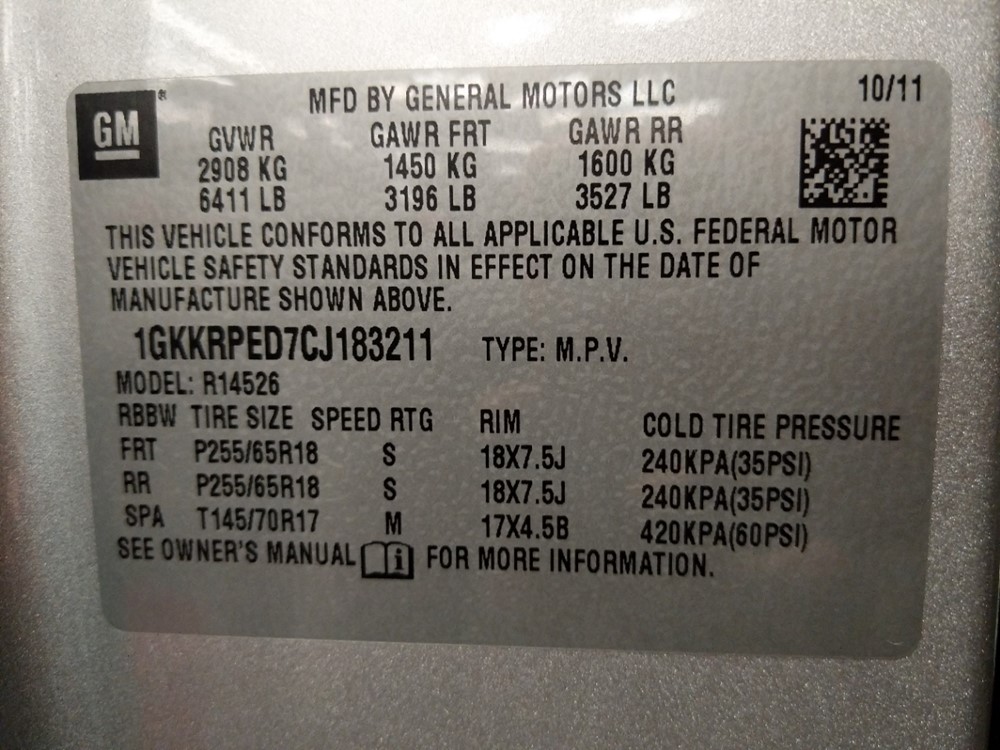 GM
MFD BY GENERAL MOTORS LLC 10/11
GVWR GAWR FRT GAWR RR
2908 KG 1450 KG 1600 KG
6411 LB 3196 LB 3527 LB
THIS VEHICLE CONFORMS TO ALL APPLICABLE U.S. FEDERAL MOTOR
VEHICLE SAFETY STANDARDS IN EFFECT ON THE DATE OF
MANUFACTURE SHOWN ABOVE.
1GKKRPED7CJ183211 TYPE: M.P.V.
MODEL: R14526
RBBW TIRE SIZE SPEED RTG RIM COLD TIRE PRESSURE
FRT P255/65R18 S 18X7.5J 240KPA(35PSI)
RR P255/65R18 S 18X7.5J 240KPA(35PSI)
SPA T145/70R17 M 17X4.5B 420KPA(60PSI)
SEE OWNER'S MANUAL FOR MORE INFORMATION.